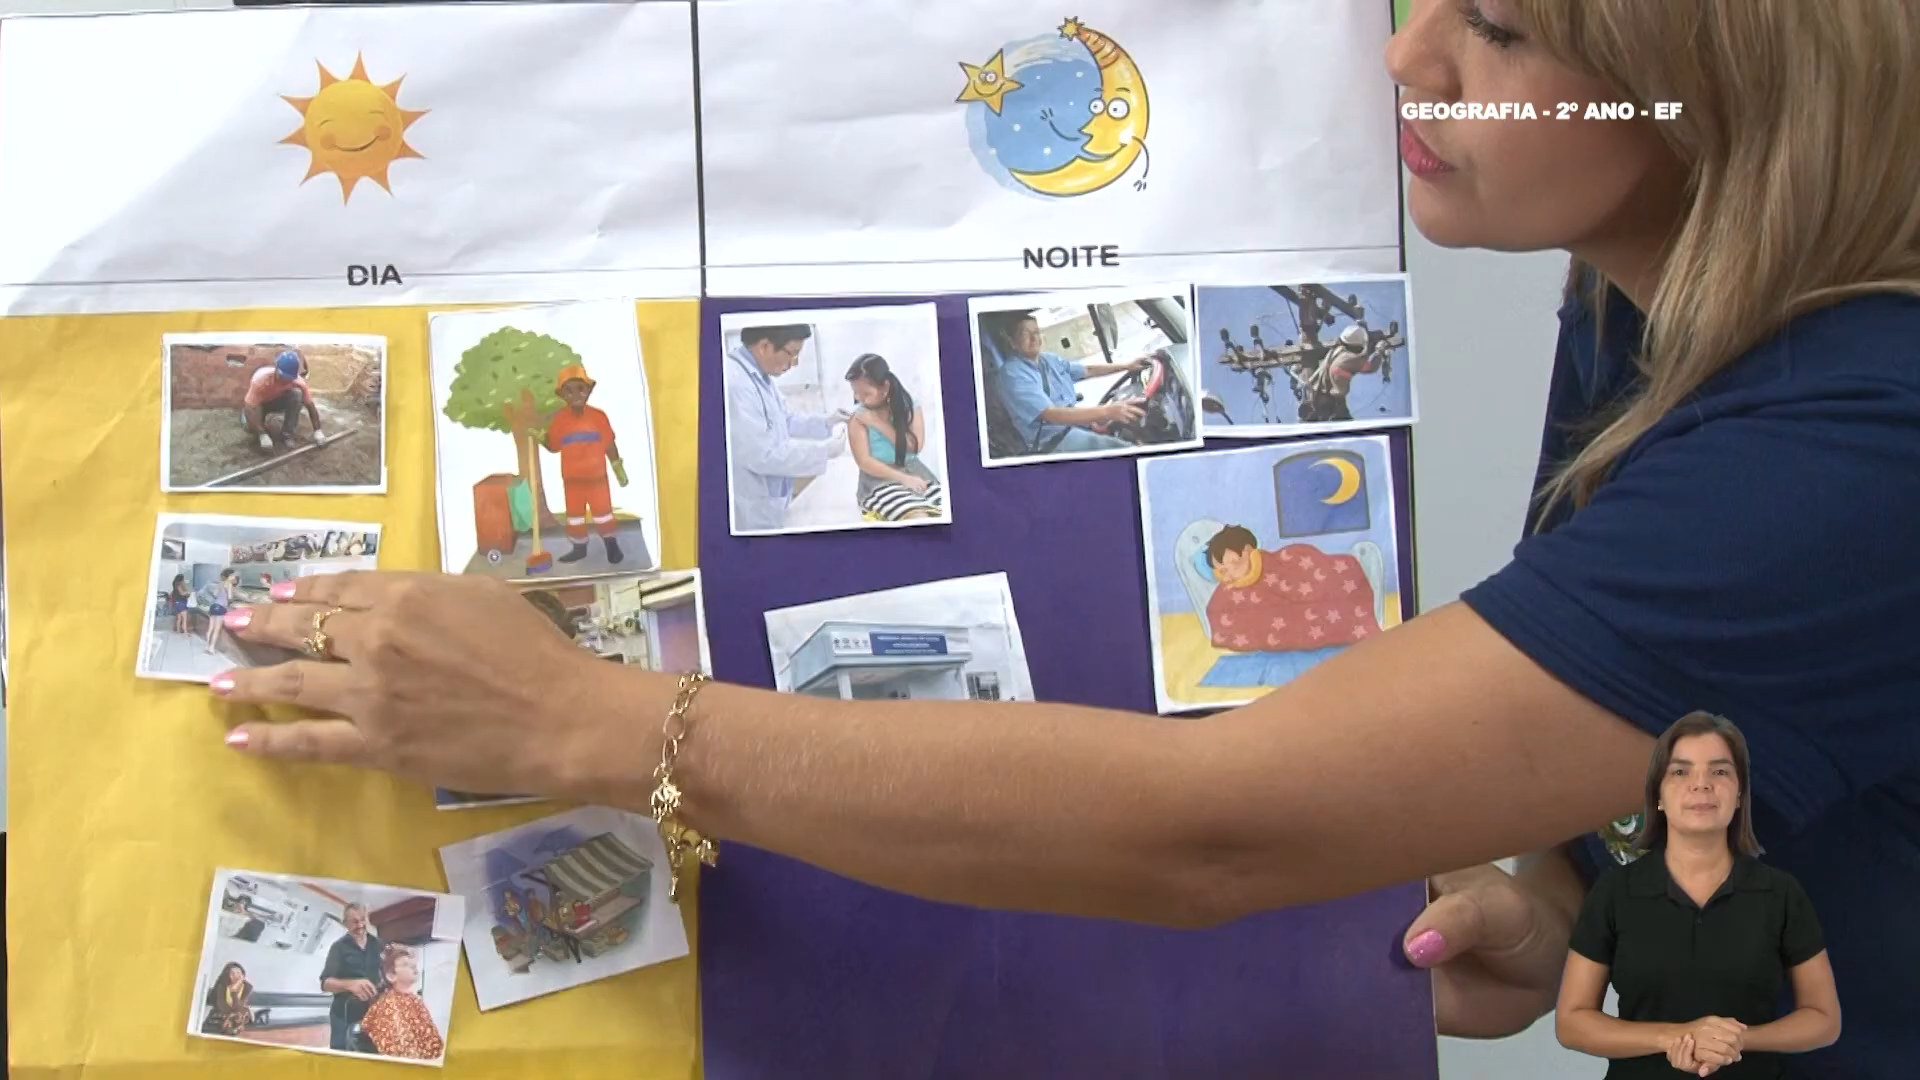 GEOGRAFIA - 2º ANO - EF
DIA
NOITE